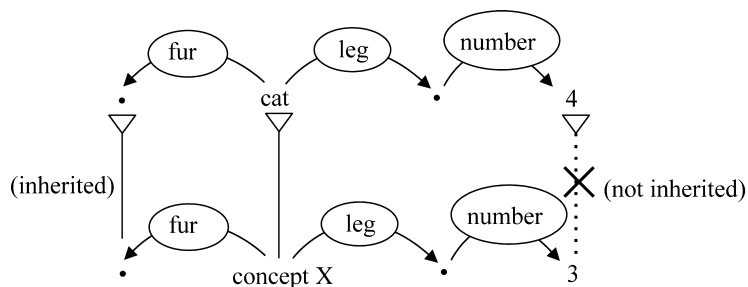 fur
leg
number
cat
4
(inherited)
(not inherited)
fur
leg
number
concept X
3